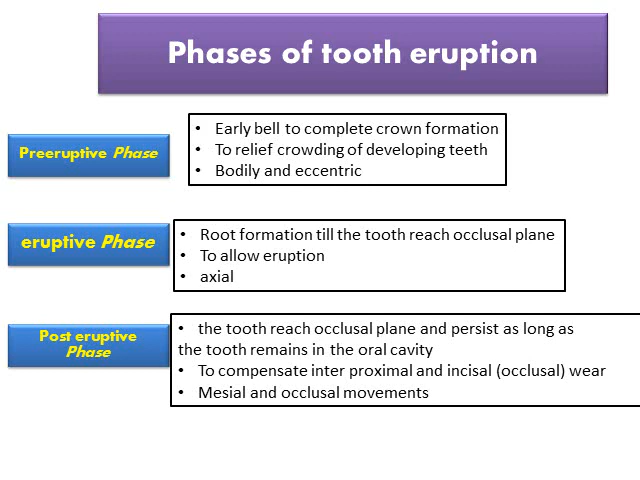 Phases of tooth eruption
Preeruptive Phase
• Early bell to complete crown formation
• To relief crowding of developing teeth
• Bodily and eccentric
eruptive Phase
• Root formation till the tooth reach occlusal plane
• To allow eruption
• axial
Post eruptive
Phase
• the tooth reach occlusal plane and persist as long as
the tooth remains in the oral cavity
• To compensate inter proximal and incisal (occlusal) wear
• Mesial and occlusal movements